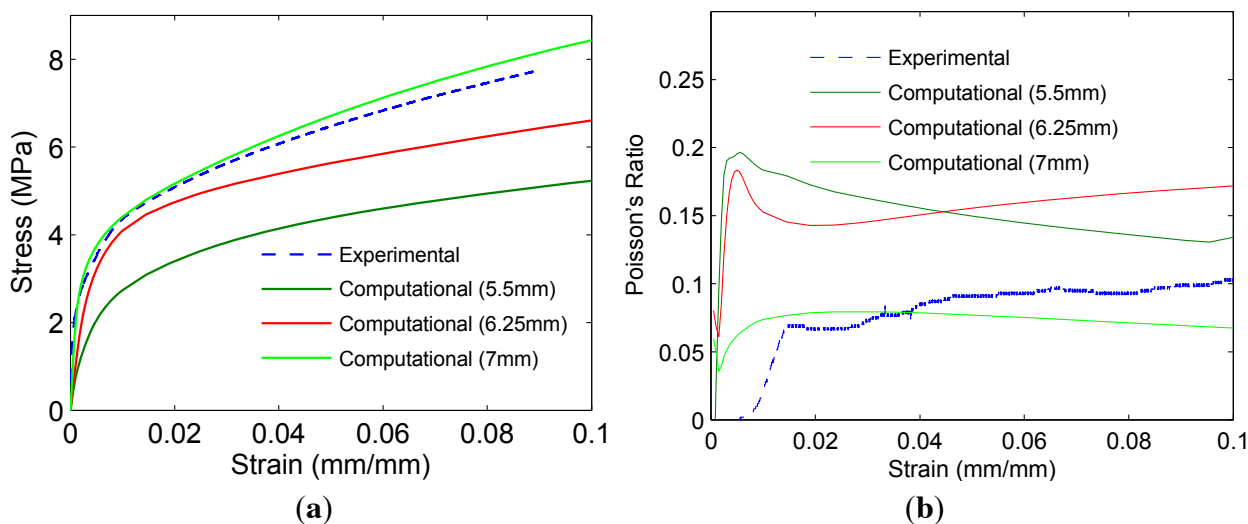 Stress (MPa)
8
6
4
2
0
Experimental
Computational (5.5mm)
Computational (6.25mm)
Computational (7mm)
0 0.02 0.04 0.06 0.08 0.1
Strain (mm/mm)
(a)
Poisson's Ratio
0.25
0.2
0.15
0.1
0.05
0
Experimental
Computational (5.5mm)
Computational (6.25mm)
Computational (7mm)
0 0.02 0.04 0.06 0.08 0.1
Strain (mm/mm)
(b)